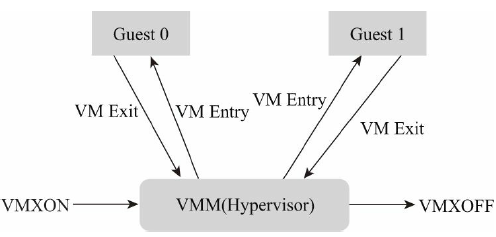 Guest 0
Guest 1
VM Exit
VM Entry
VM Entry
VM Exit
VMXON
VMM(Hypervisor)
VMXOFF